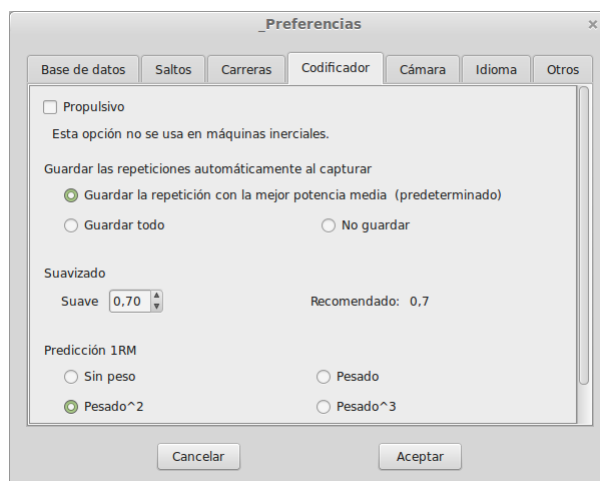 _Preferencias
Base de datos Saltos Carreras Codificador Cámara Idioma Otros
Propulsivo
Esta opción no se usa en máquinas inerciales.
Guardar las repeticiones automáticamente al capturar
Guardar la repetición con la mejor potencia media (predeterminado)
Guardar todo No guardar
Suavizado
Suave 0,70 Recomendado: 0,7
Predicción 1RM
Sin peso Pesado
Pesado^2 Pesado^3
Cancelar Aceptar